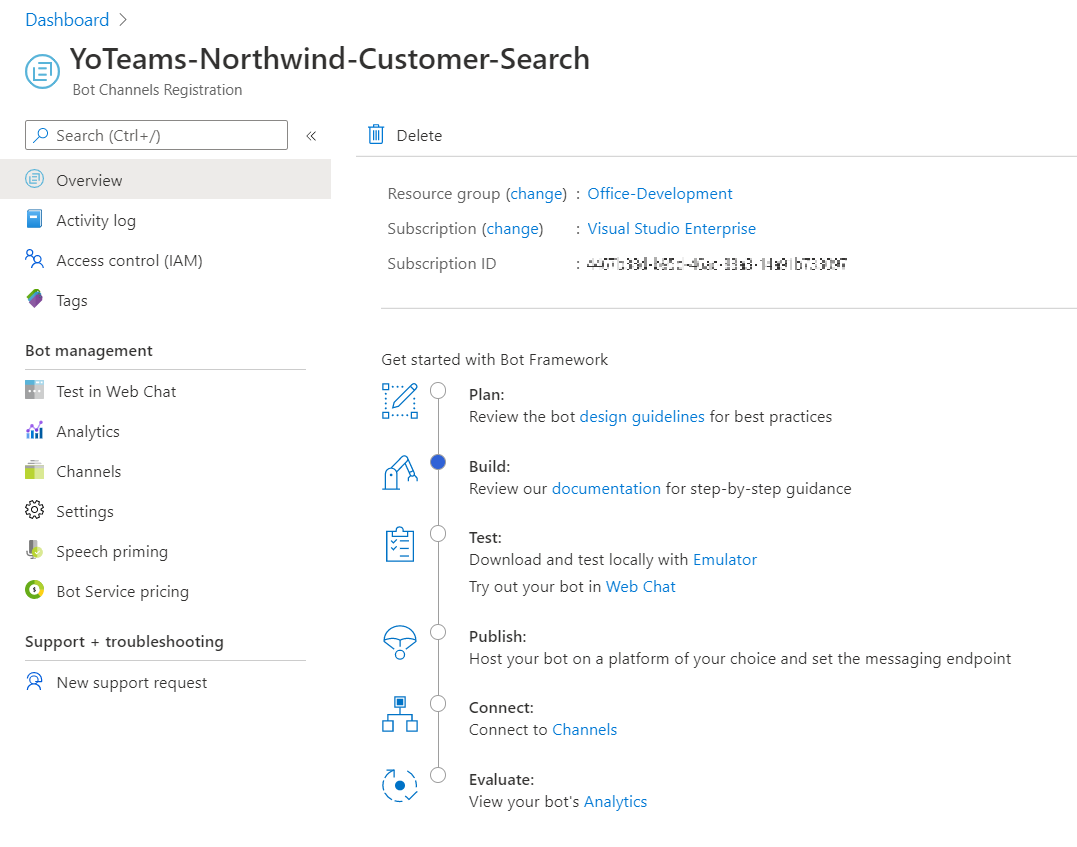 Dashboard >
YoTeams-Northwind-Customer-Search
Bot Channels Registration
Search (Ctrl+/)
«
Delete
Overview
Activity log
Access control (IAM)
Tags
Bot management
Test in Web Chat
Analytics
Channels
Settings
Speech priming
Bot Service pricing
Support + troubleshooting
New support request
Resource group (change) : Office-Development
Subscription (change) : Visual Studio Enterprise
Subscription ID :
Get started with Bot Framework
Plan:
Review the bot design guidelines for best practices
Build:
Review our documentation for step-by-step guidance
Test:
Download and test locally with Emulator
Try out your bot in Web Chat
Publish:
Host your bot on a platform of your choice and set the messaging endpoint
Connect:
Connect to Channels
Evaluate:
View your bot's Analytics